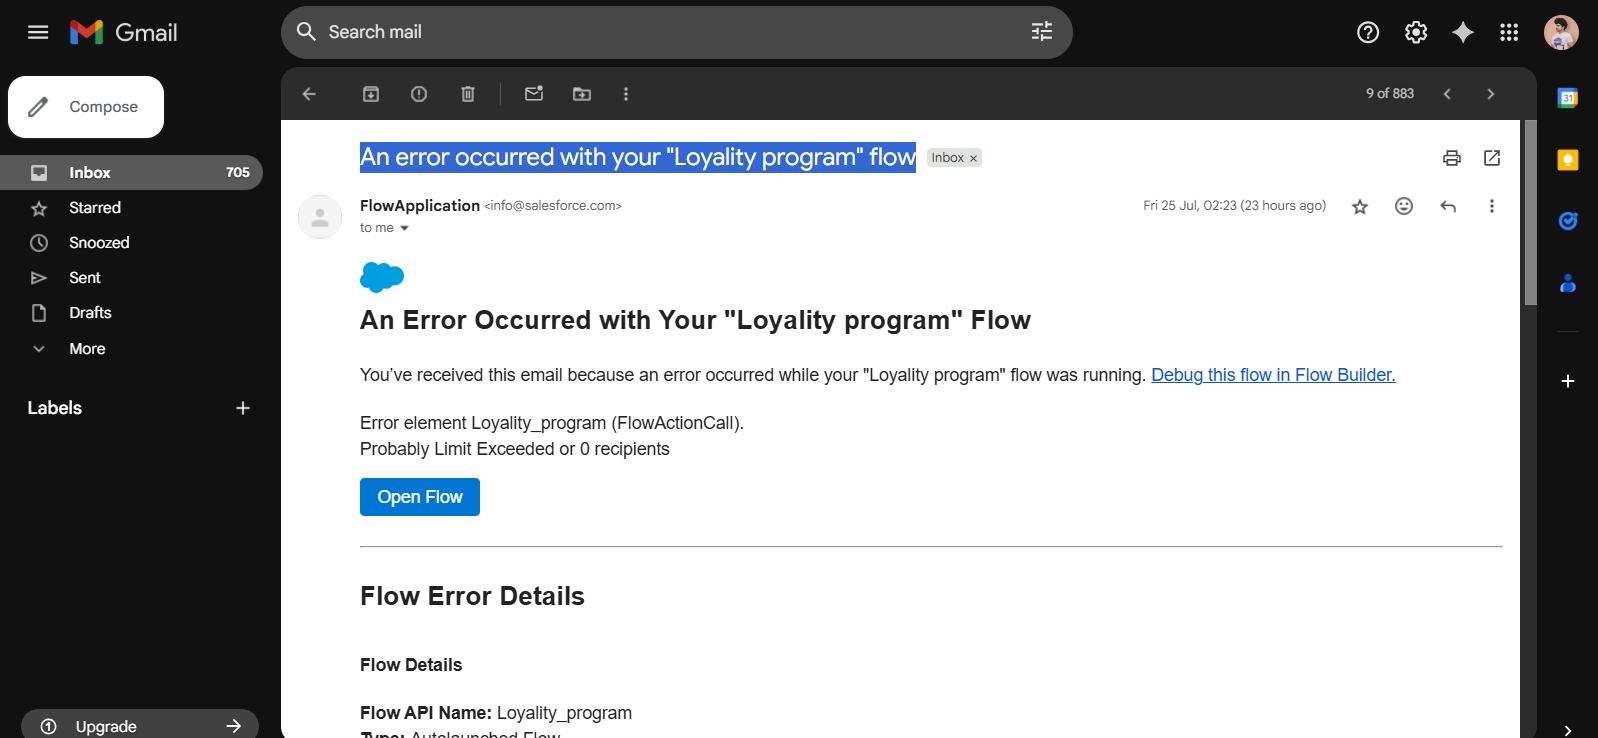 Gmail
Search mail
Compose
9 of 883
Inbox 705
Starred
Snoozed
Sent
Drafts
More
Labels
Upgrade
An error occurred with your "Loyality program" flow Inbox ×
FlowApplication <info@salesforce.com> Fri 25 Jul, 02:23 (23 hours ago)
to me
An Error Occurred with Your "Loyality program" Flow
You’ve received this email because an error occurred while your "Loyality program" flow was running. Debug this flow in Flow Builder.
Error element Loyality_program (FlowActionCall).
Probably Limit Exceeded or 0 recipients
Open Flow
Flow Error Details
Flow Details
Flow API Name: Loyality_program
Type: Autolaunched Flow
31